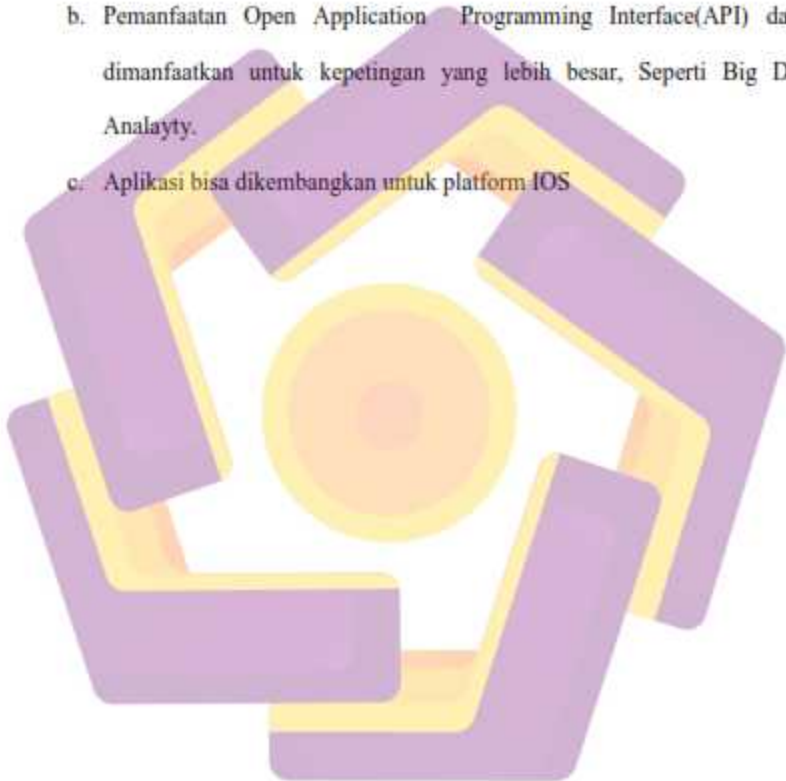 b. Pemanfaatan Open Application Programming Interface(API) da
dimanfaatkan untuk kepetingan yang lebih besar, Seperti Big D
Analayty.
c. Aplikasi bisa dikembangkan untuk platform IOS